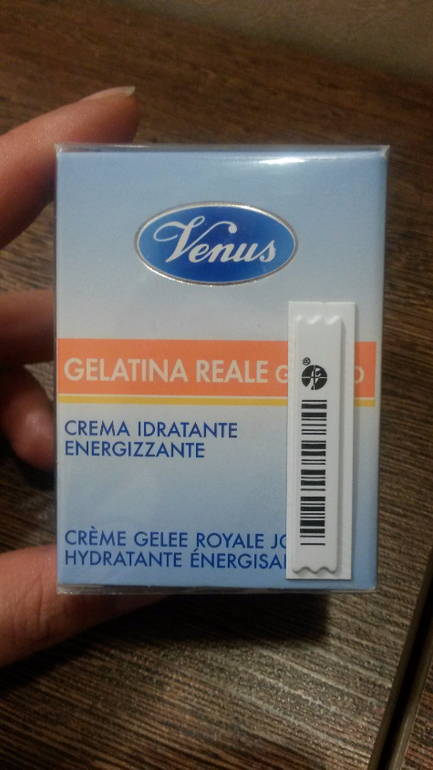 Venus
GELATINA REALE
CREMA IDRATANTE
ENERGIZZANTE
CRÈME GELEE ROYALE
HYDRATANTE